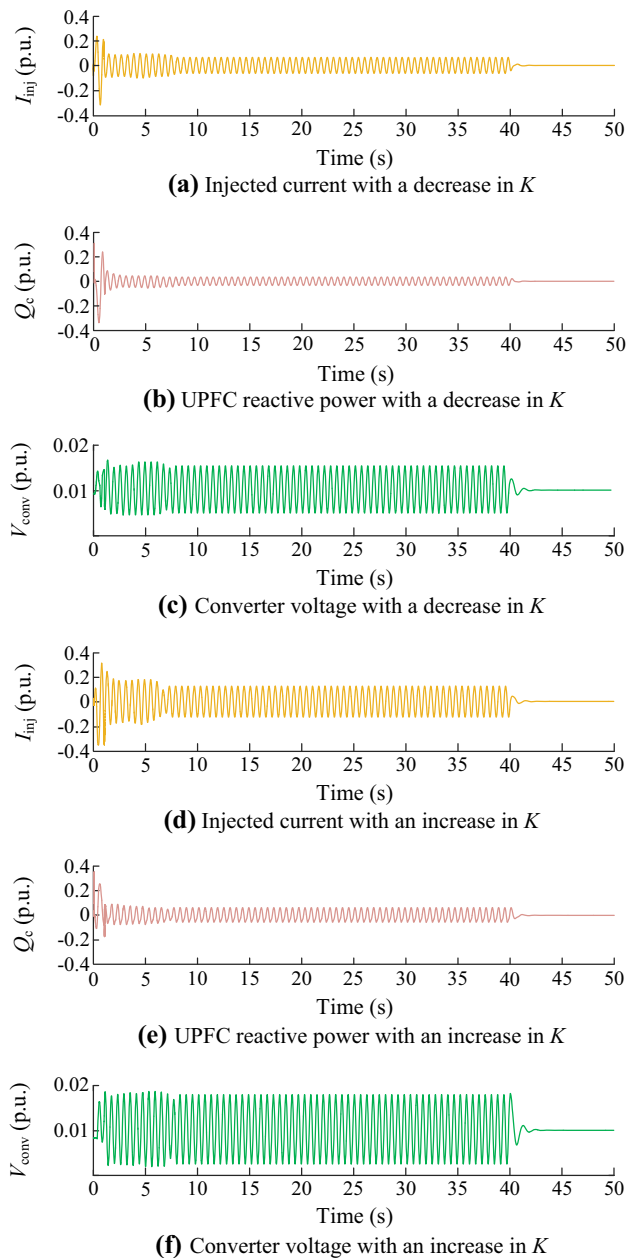 0.4
0.2
0
-0.2
-0.4
I_inj (p.u.)
0 5 10 15 20 25 30 35 40 45 50
Time (s)
(a) Injected current with a decrease in K
0.4
0.2
0
-0.2
-0.4
Q_c (p.u.)
0 5 10 15 20 25 30 35 40 45 50
Time (s)
(b) UPFC reactive power with a decrease in K
0.02
0.01
V_conv (p.u.)
0 5 10 15 20 25 30 35 40 45 50
Time (s)
(c) Converter voltage with a decrease in K
0.4
0.2
0
-0.2
-0.4
I_inj (p.u.)
0 5 10 15 20 25 30 35 40 45 50
Time (s)
(d) Injected current with an increase in K
0.4
0.2
0
-0.2
-0.4
Q_c (p.u.)
0 5 10 15 20 25 30 35 40 45 50
Time (s)
(e) UPFC reactive power with an increase in K
0.02
0.01
V_conv (p.u.)
0 5 10 15 20 25 30 35 40 45 50
Time (s)
(f) Converter voltage with an increase in K